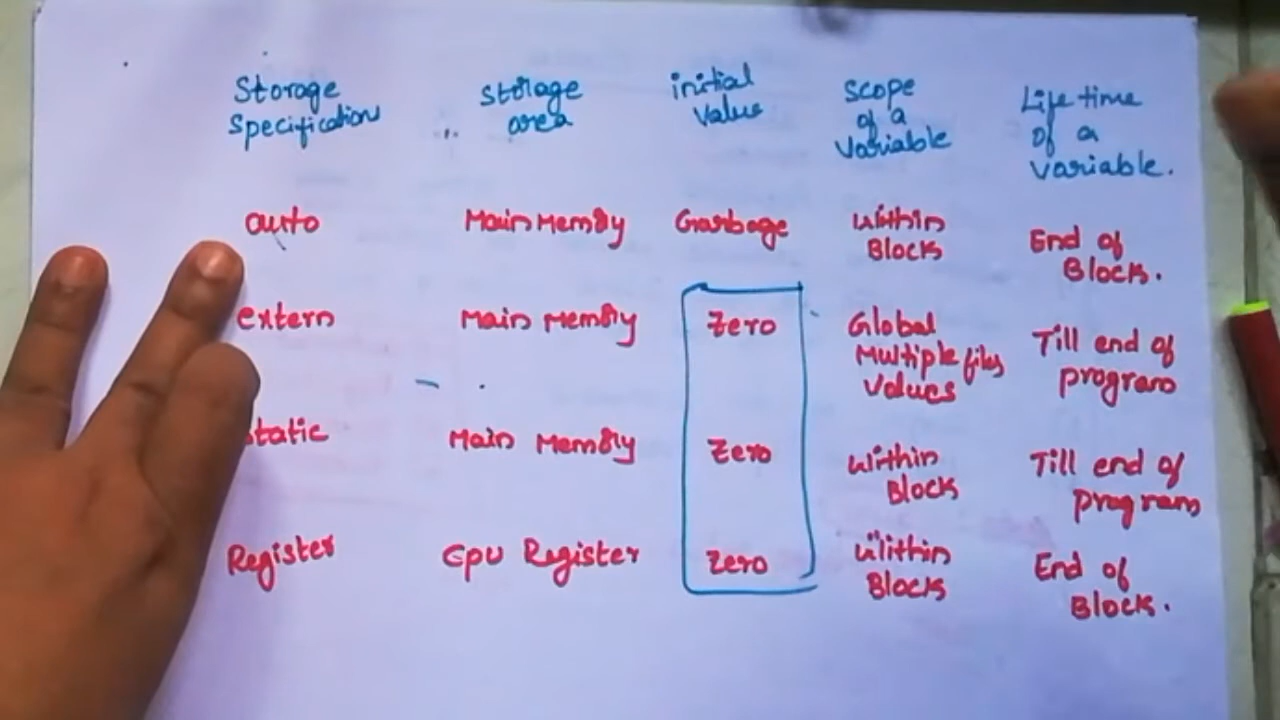 Storage Specification
Storage area
initial Value
Scope of a Variable
Life time of a variable.
auto
Main Memory
Garbage
within Block
End of Block.
extern
Main Memory
Zero
Global Multiple files Values
Till end of program
static
Main Memory
Zero
within Block
Till end of program
Register
CPU Register
Zero
within Block
End of Block.